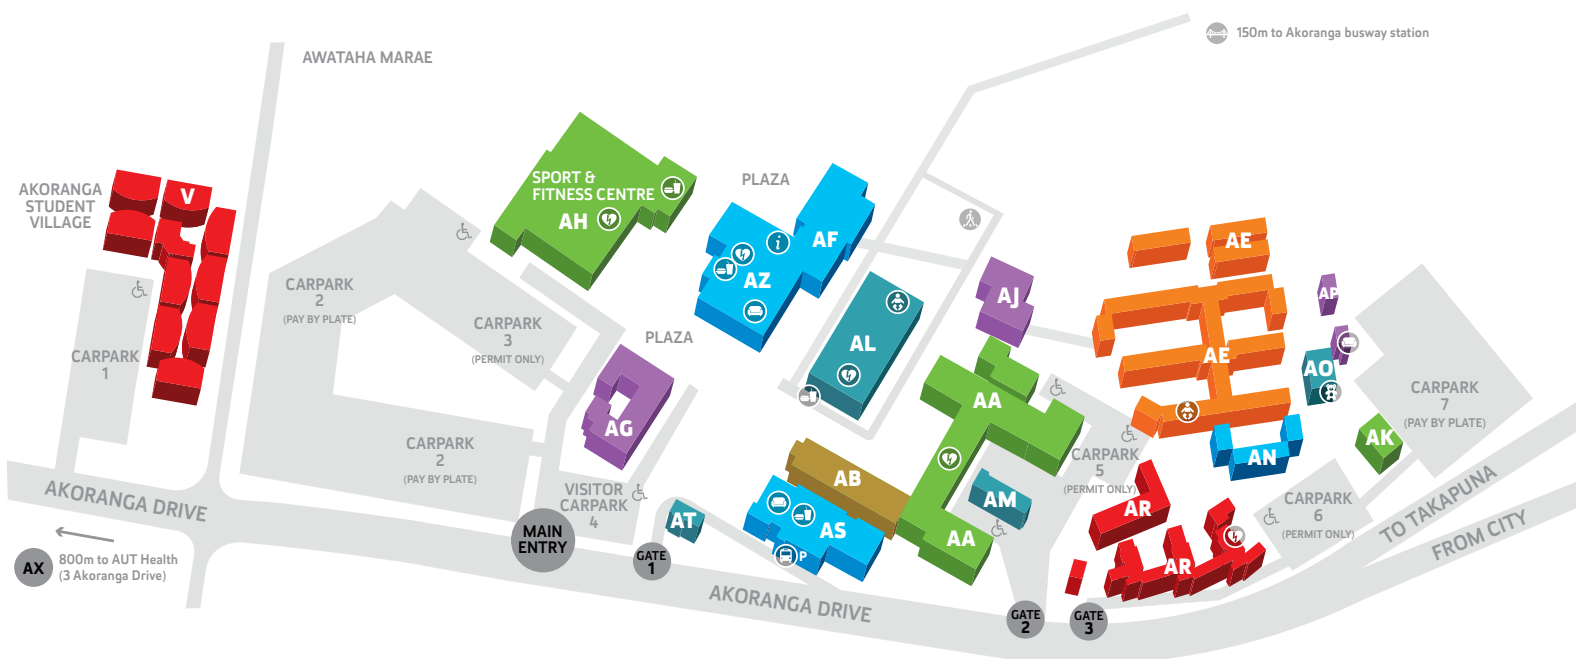 150m to Akoranga busway station
AWATAHA MARAE
AKORANGA
STUDENT
VILLAGE
V
SPORT &
FITNESS CENTRE
AH
PLAZA
AF
AZ
i
AJ
AE
AP
CARPARK
2
(PAY BY PLATE)
CARPARK
3
(PERMIT ONLY)
PLAZA
AL
AE
AO
CARPARK
1
CARPARK
7
(PAY BY PLATE)
AA
AG
AK
CARPARK
2
(PAY BY PLATE)
CARPARK
5
(PERMIT ONLY)
AN
AB
AM
VISITOR
CARPARK
4
AKORANGA DRIVE
AT
AS
P
AR
CARPARK
6
(PERMIT ONLY)
TO TAKAPUNA
FROM CITY
MAIN
ENTRY
AA
GATE
1
AX
800m to AUT Health
(3 Akoranga Drive)
AR
AKORANGA DRIVE
GATE
2
GATE
3